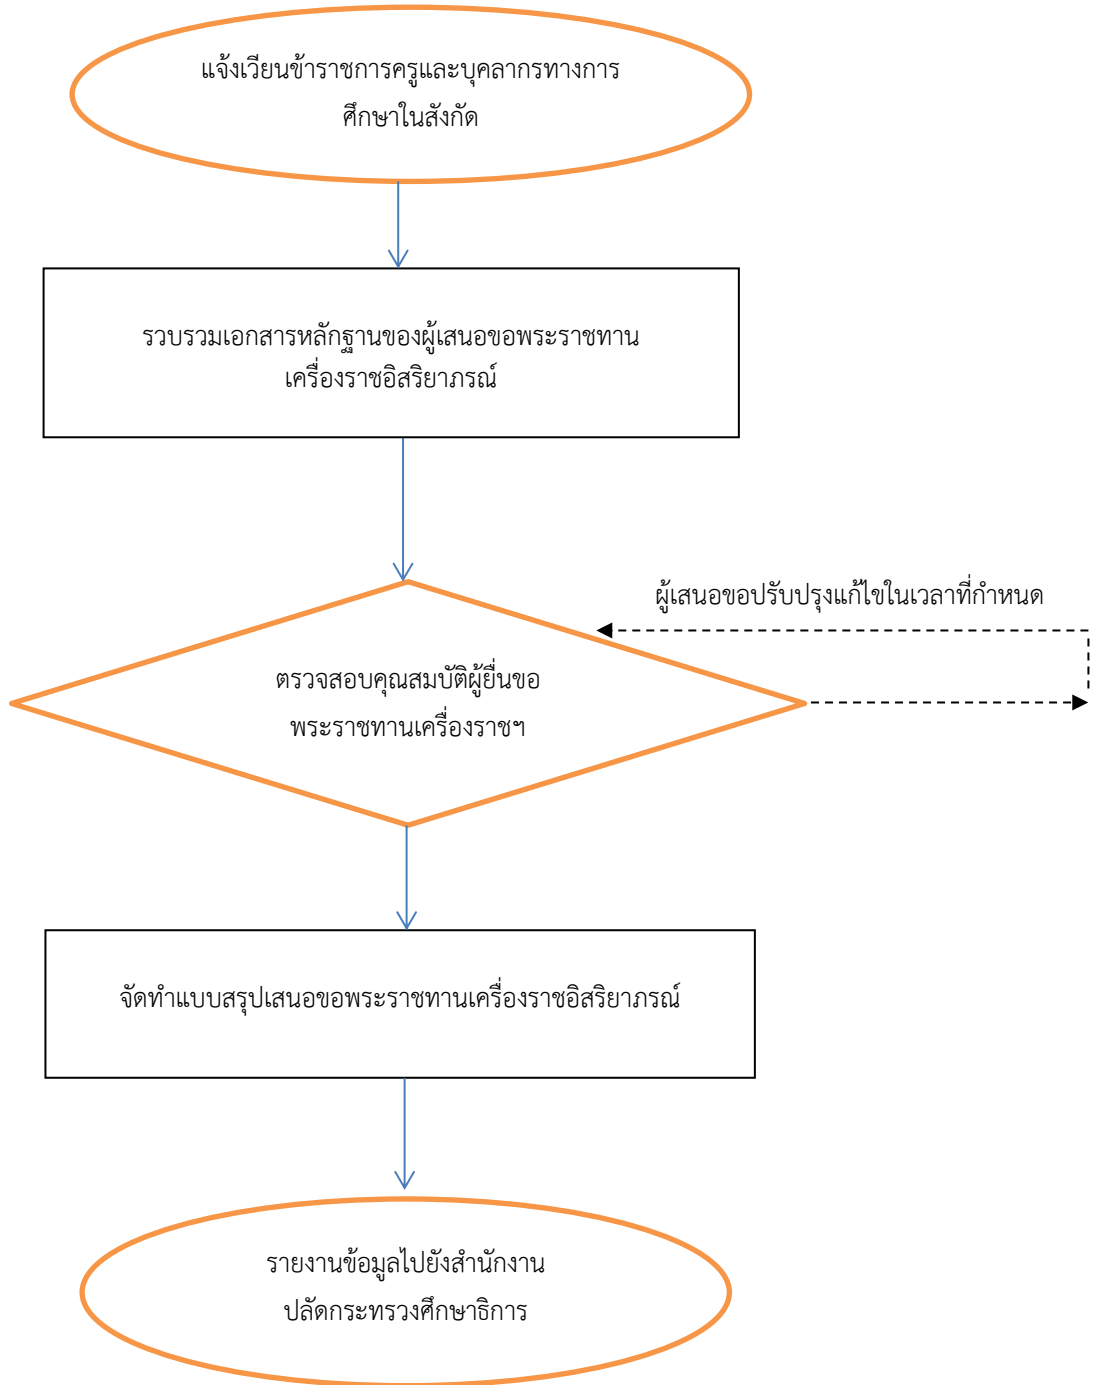 แจ้งเวียนข้าราชการครูและบุคลากรทางการ
ศึกษาในสังกัด
รวบรวมเอกสารหลักฐานของผู้เสนอขอพระราชทาน
เครื่องราชอิสริยาภรณ์
ผู้เสนอขอปรับปรุงแก้ไขในเวลาที่กำหนด
ตรวจสอบคุณสมบัติผู้ยื่นขอ
พระราชทานเครื่องราชฯ
จัดทำแบบสรุปเสนอขอพระราชทานเครื่องราชอิสริยาภรณ์
รายงานข้อมูลไปยังสำนักงาน
ปลัดกระทรวงศึกษาธิการ